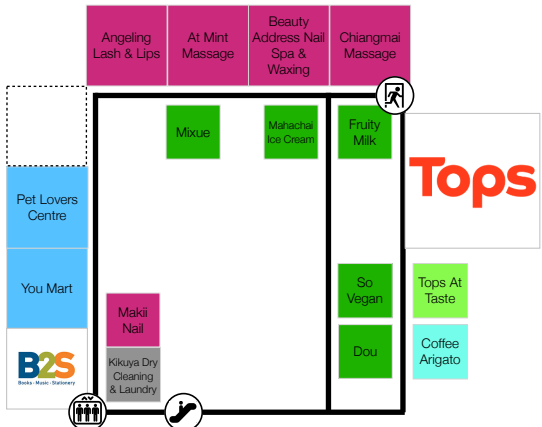 Angeling
Lash & Lips
At Mint
Massage
Beauty
Address Nail
Spa &
Waxing
Chiangmai
Massage
Mixue
Mahachai
Ice Cream
Fruity
Milk
Tops
Pet Lovers
Centre
You Mart
So
Vegan
Tops At
Taste
Makii
Nail
Dou
Coffee
Arigato
B2S
Books • Music • Stationery
Kikuya Dry
Cleaning
& Laundry